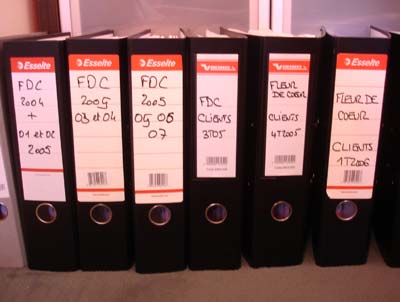 Esselte
FDC
2004
+
01 et 02
2005
Esselte
FDC
2005
03 et 04
Esselte
FDC
2005
05 06
07
FDC
CLIENTS
3T05
FLEUR
DE COEUR
CLIENTS
4T2005
Esselte
FLEUR DE
COEUR
CLIENTS
1T2006